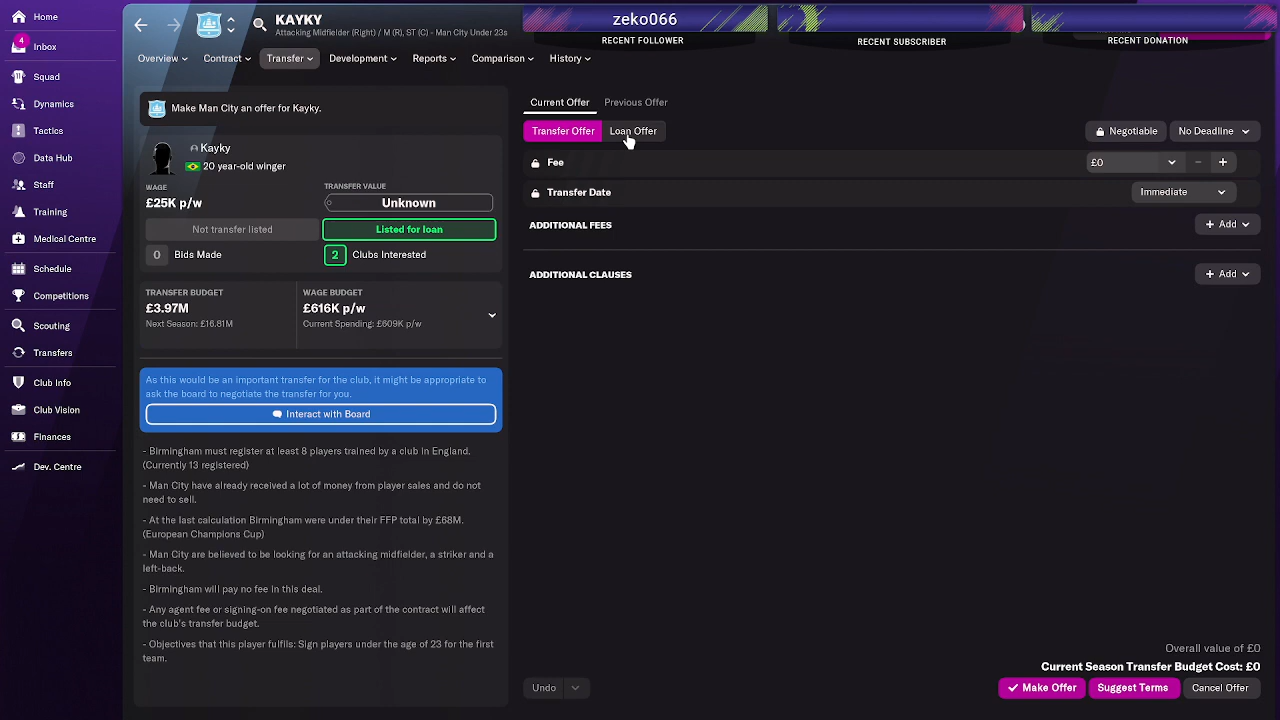 Home
4
Inbox
Squad
Dynamics
Tactics
Data Hub
Staff
Training
Medical Centre
Schedule
Competitions
Scouting
Transfers
Club Info
Club Vision
Finances
Dev. Centre
KAYKY
Attacking Midfielder (Right) / M (R), ST (C) - Man City Under 23s
zeko066
RECENT FOLLOWER
RECENT SUBSCRIBER
RECENT DONATION
Overview
Contract
Transfer
Development
Reports
Comparison
History
Make Man City an offer for Kayky.
Kayky
20 year-old winger
WAGE
£25K p/w
TRANSFER VALUE
Unknown
Not transfer listed
Listed for loan
0 Bids Made
2 Clubs Interested
TRANSFER BUDGET
£3.97M
Next Season: £16.81M
WAGE BUDGET
£616K p/w
Current Spending: £609K p/w
As this would be an important transfer for the club, it might be appropriate to
ask the board to negotiate the transfer for you.
Interact with Board
- Birmingham must register at least 8 players trained by a club in England.
(Currently 13 registered)
- Man City have already received a lot of money from player sales and do not
need to sell.
- At the last calculation Birmingham were under their FFP total by £68M.
(European Champions Cup)
- Man City are believed to be looking for an attacking midfielder, a striker and a
left-back.
- Birmingham will pay no fee in this deal.
- Any agent fee or signing-on fee negotiated as part of the contract will affect
the club's transfer budget.
- Objectives that this player fulfils: Sign players under the age of 23 for the first
team.
Current Offer
Previous Offer
Transfer Offer
Loan Offer
Negotiable
No Deadline
Fee
£0
Transfer Date
Immediate
ADDITIONAL FEES
+ Add
ADDITIONAL CLAUSES
+ Add
Overall value of £0
Current Season Transfer Budget Cost: £0
Undo
Make Offer
Suggest Terms
Cancel Offer